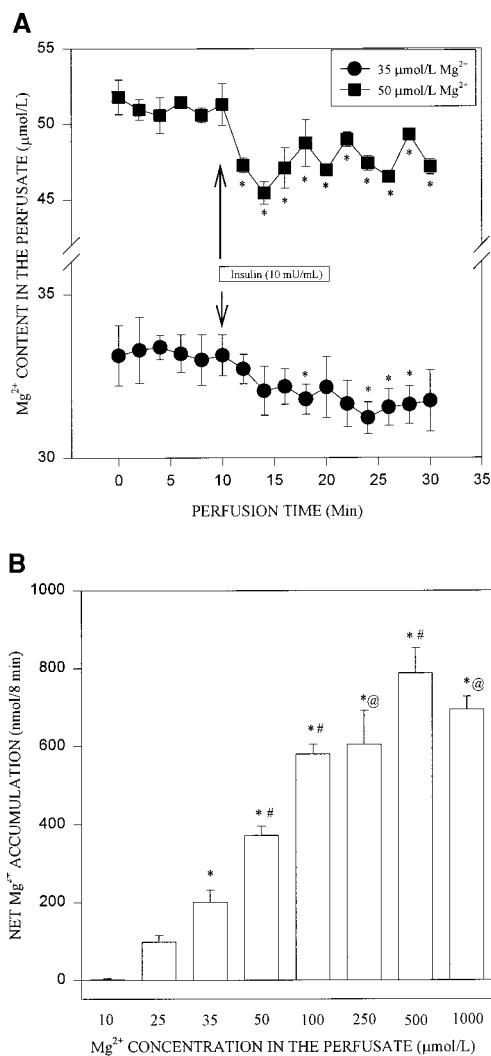 A
Mg2+ CONTENT IN THE PERFUSATE (μmol/L)
55
50
45
35
30
35 μmol/L Mg2+
50 μmol/L Mg2+
* * * * * * * * * *
Insulin (10 mU/mL)
* * * *
0 5 10 15 20 25 30 35
PERFUSION TIME (Min)
B
NET Mg2+ ACCUMULATION (nmol/8 min)
1000
800
600
400
200
0
*
* #
* #
*@
* #
*@
10 25 35 50 100 250 500 1000
Mg2+ CONCENTRATION IN THE PERFUSATE (μmol/L)